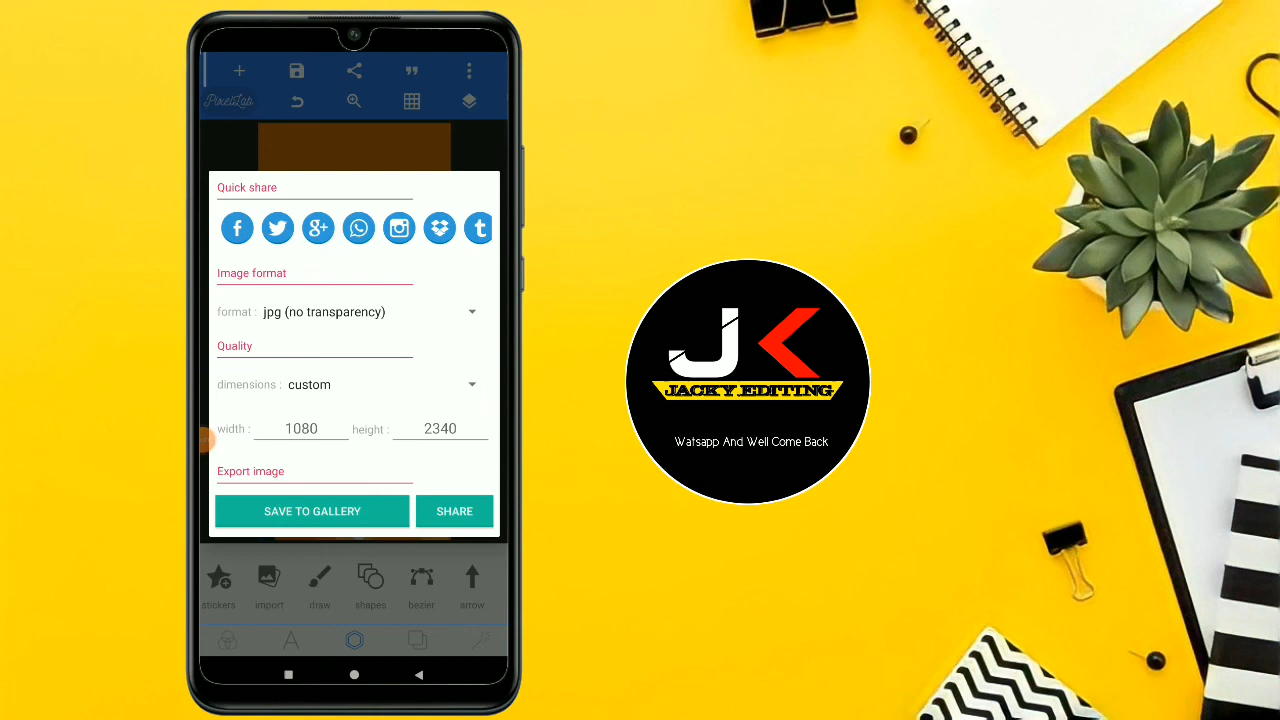 PixelLab
Quick share
Image format
format : jpg (no transparency)
Quality
dimensions : custom
width : 1080 height : 2340
Export image
SAVE TO GALLERY SHARE
stickers import draw shapes bezier arrow
JK
JACKY EDITTING
Watsapp And Well Come Back